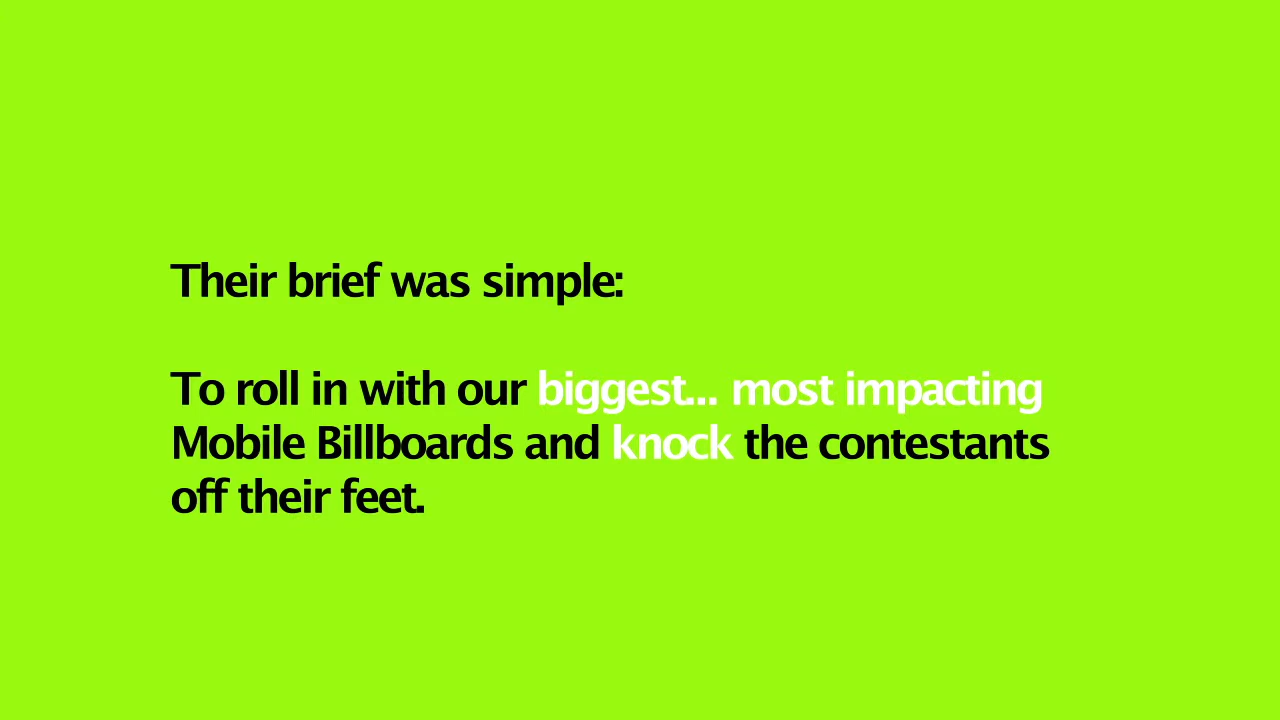 Their brief was simple:
To roll in with our biggest... most impacting
Mobile Billboards and knock the contestants
off their feet.